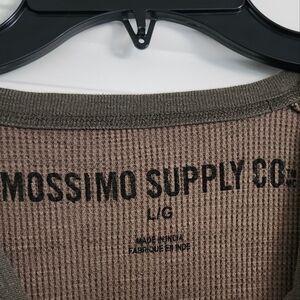 MOSSIMO SUPPLY CO
L/G
MADE IN INDIA
FABRIQUÉ EN INDE